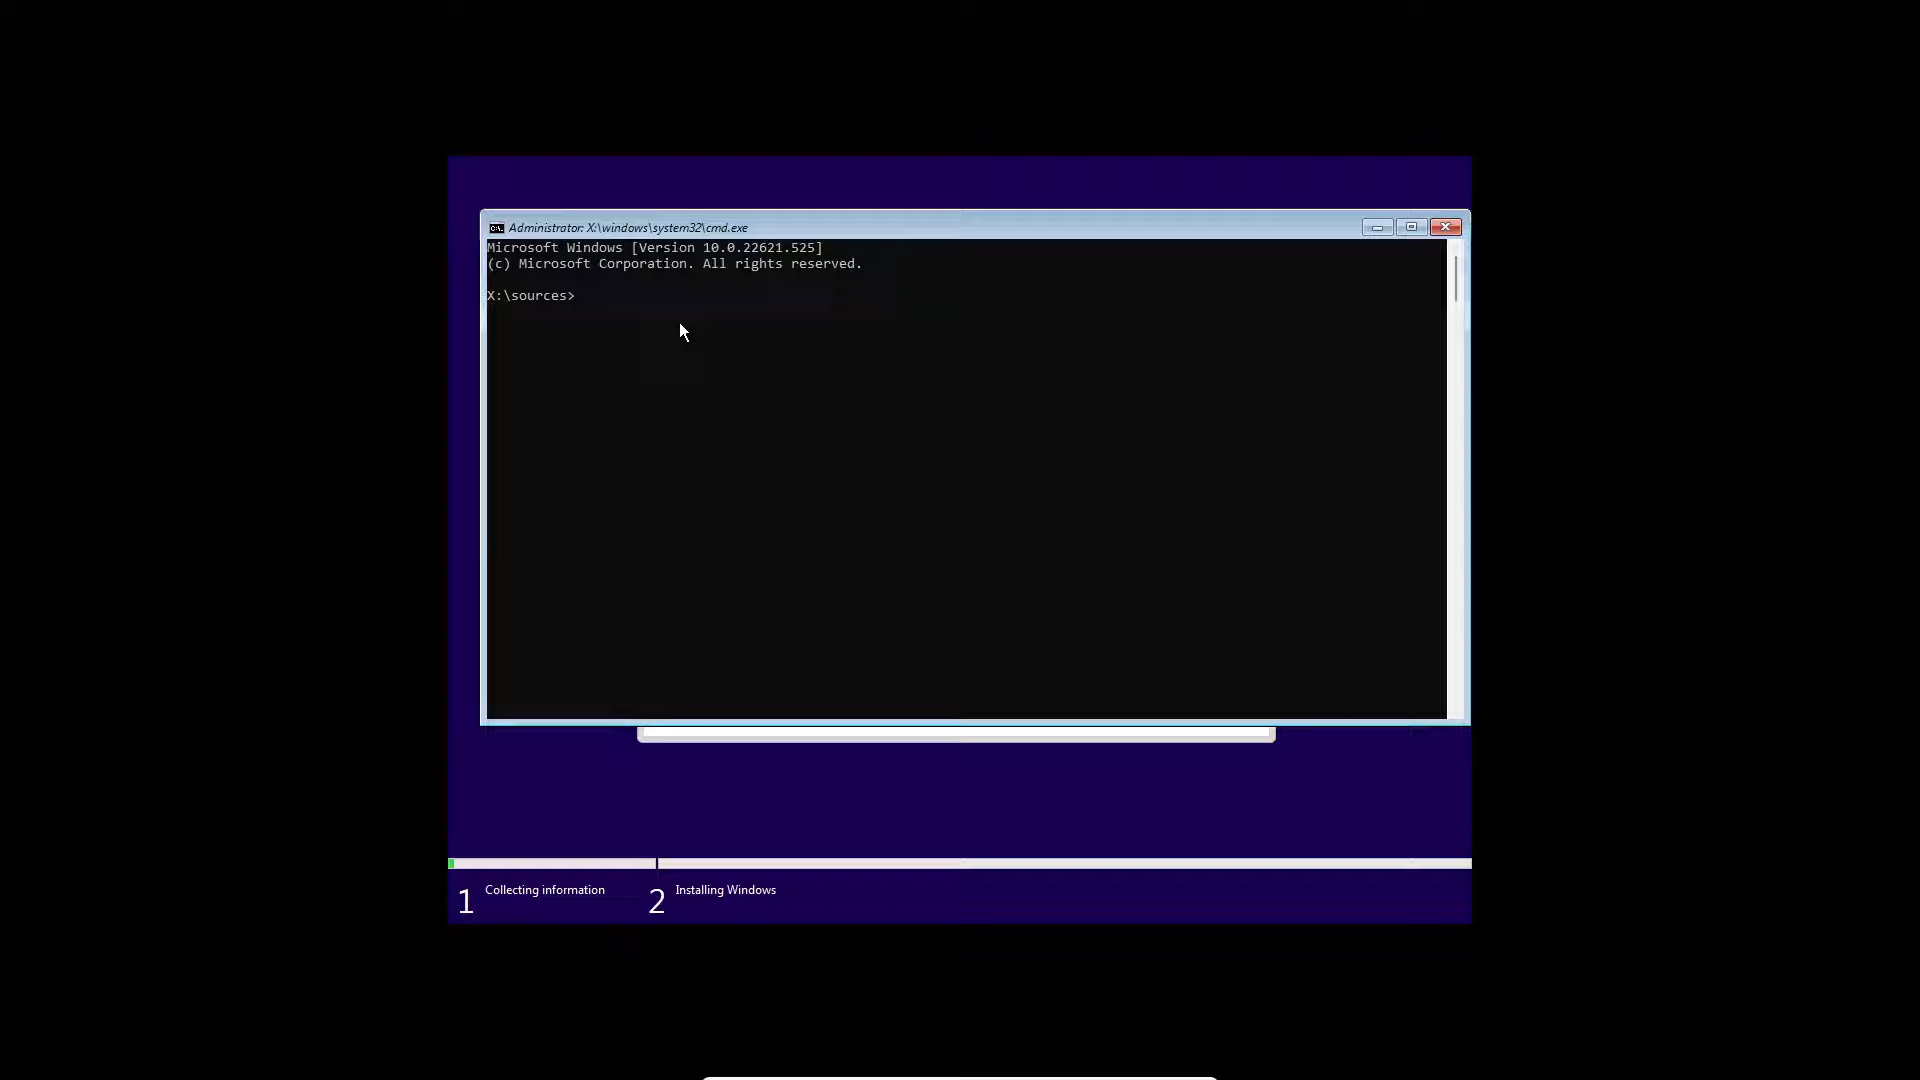 Administrator: X:\windows\system32\cmd.exe
Microsoft Windows [Version 10.0.22621.525]
(c) Microsoft Corporation. All rights reserved.
X:\sources>
1 Collecting information
2 Installing Windows